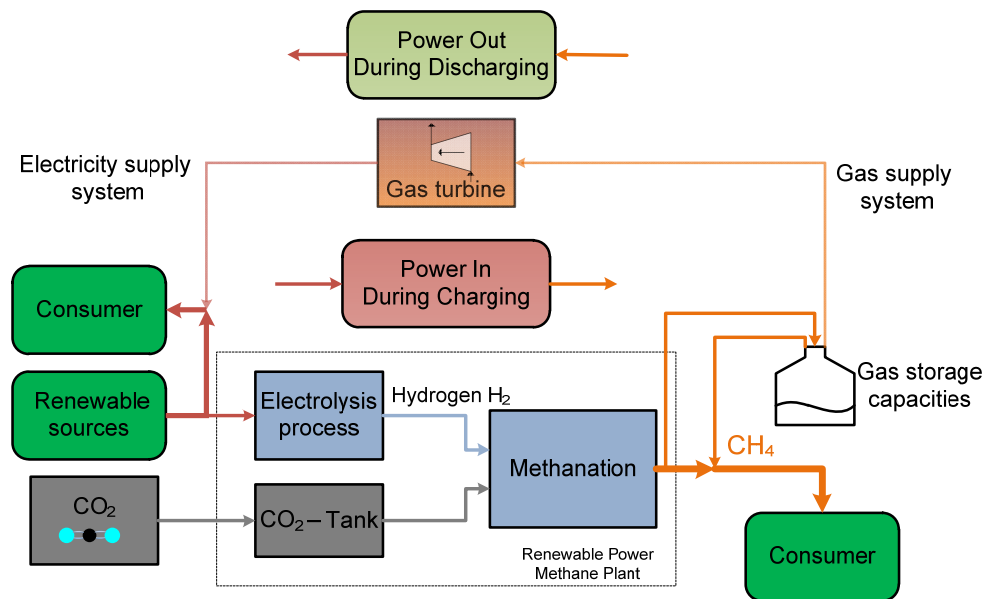 Power Out
During Discharging
Electricity supply
system
Gas turbine
Gas supply
system
Power In
During Charging
Consumer
Renewable
sources
Electrolysis
process
Hydrogen H₂
Methanation
Gas storage
capacities
CH₄
CO₂
CO₂ – Tank
Renewable Power
Methane Plant
Consumer